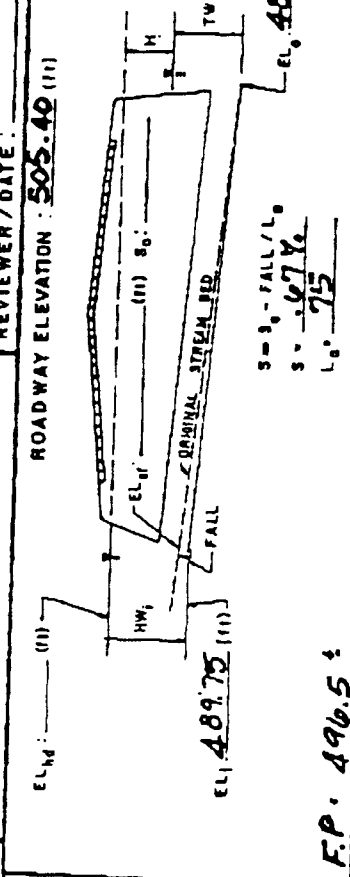 REVIEWER / DATE :
ROADWAY ELEVATION : 505.40 (ft)
EL hd : (ft)
H
TW
HW i
EL sf : (ft) S o :
ORIGINAL STREAM BED
FALL
EL i 489.75 (ft)
EL o
S = S o - FALL / L a
S = .67 %
L a = 75
F.P. 496.5 ±